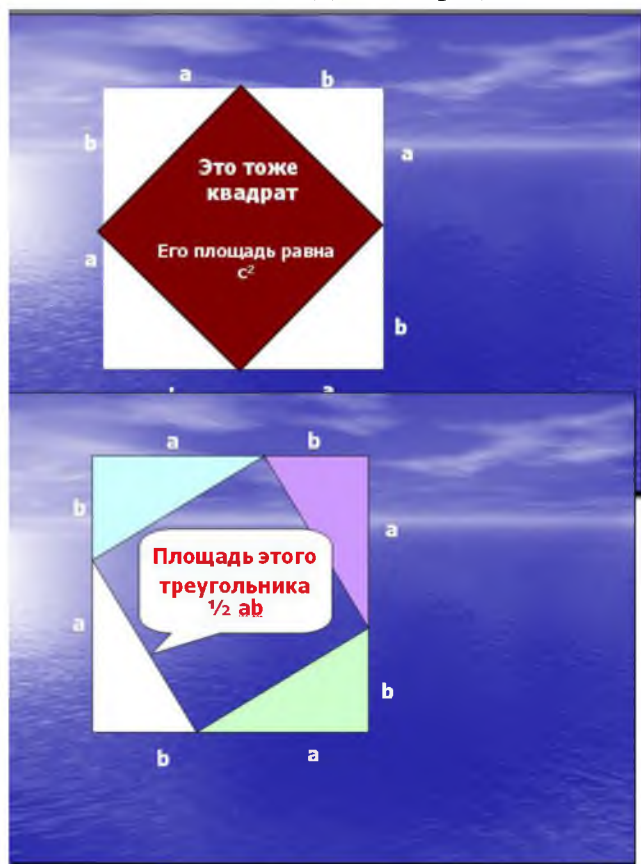 a b
b
a
Это тоже
квадрат
Его площадь равна
c²
a
b
a
a b
b
a
Площадь этого
треугольника
½ ab
a
b
b a